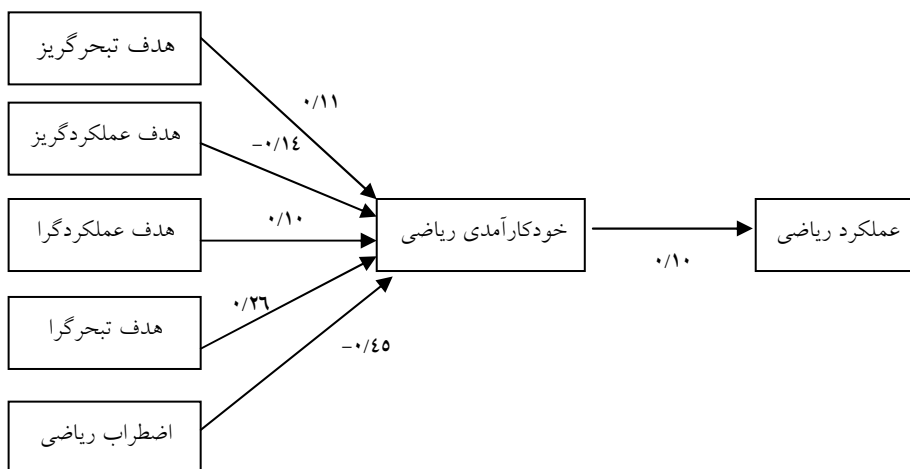 هدف تبحرگریز
۰/۱۱
هدف عملکردگریز
-۰/۱٤
هدف عملکردگرا
۰/۱۰
خودکارآمدی ریاضی
۰/۱۰
عملکرد ریاضی
هدف تبحرگرا
۰/۲٦
-۰/٤٥
اضطراب ریاضی